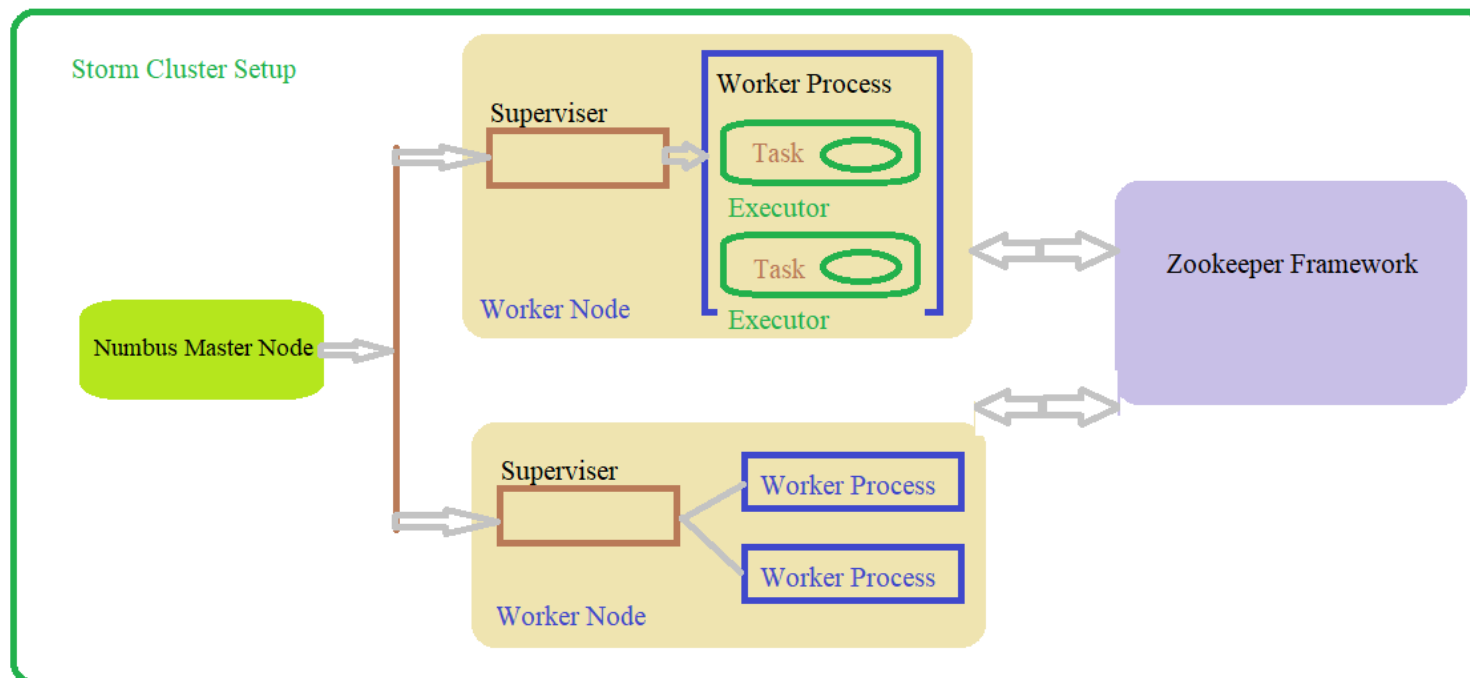 Storm Cluster Setup
Superviser
Worker Process
Task
Executor
Task
Executor
Worker Node
Zookeeper Framework
Numbus Master Node
Superviser
Worker Process
Worker Process
Worker Node